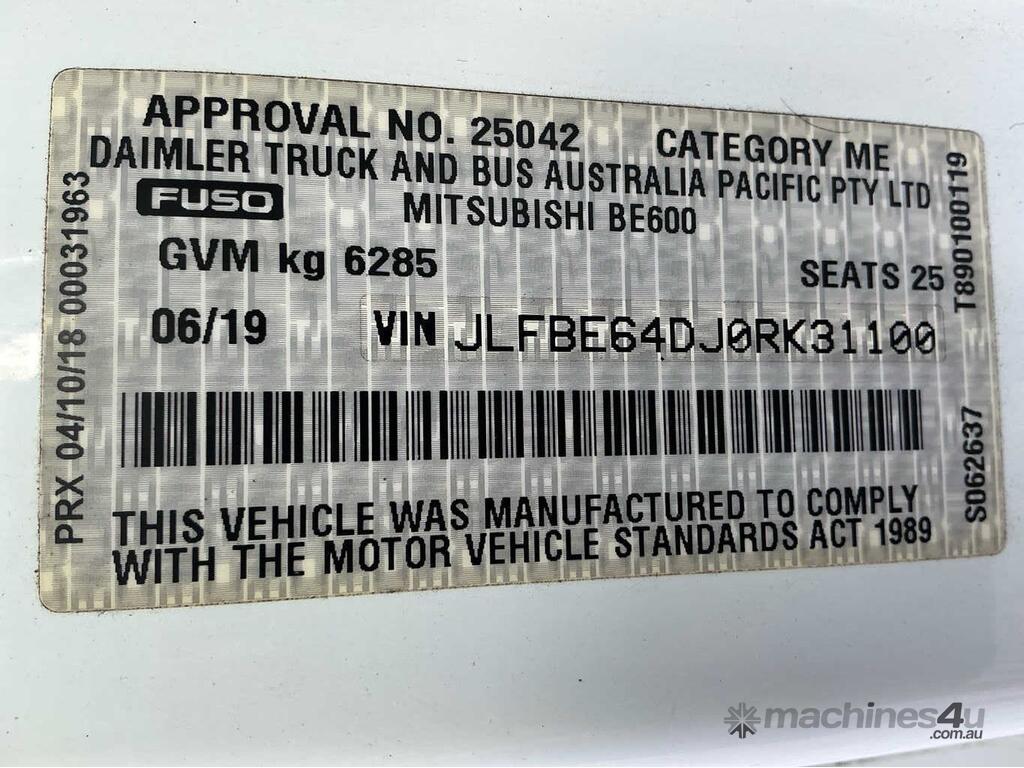 APPROVAL NO. 25042 CATEGORY ME
DAIMLER TRUCK AND BUS AUSTRALIA PACIFIC PTY LTD
FUSO MITSUBISHI BE600
GVM kg 6285 SEATS 25
06/19 VIN JLFBE64DJ0RK31100
THIS VEHICLE WAS MANUFACTURED TO COMPLY
WITH THE MOTOR VEHICLE STANDARDS ACT 1989
PRX 04/10/18 00031963
T890100119
S062637
machines4u
.com.au